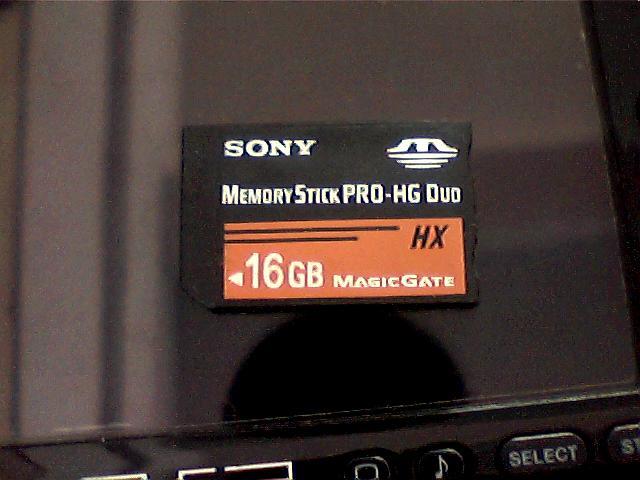 SONY
MEMORY STICK PRO-HG DUO
HX
16GB MAGICGATE
SELECT